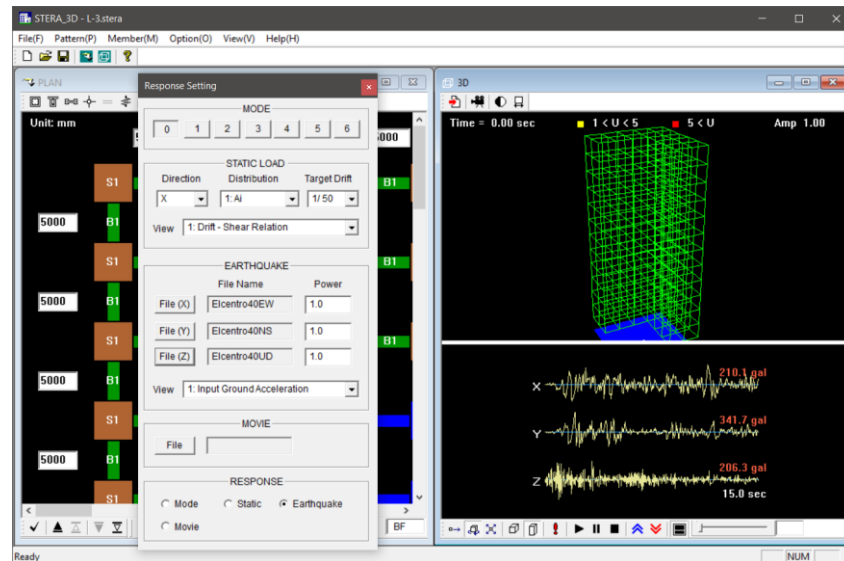 STERA_3D - L-3.stera
File(F) Pattern(P) Member(M) Option(O) View(V) Help(H)
PLAN
Unit: mm
000
S1
B1
5000
B1
S1
B1
5000
B1
S1
B1
5000
B1
S1
5000
B1
S1
BF
Response Setting
MODE
0 1 2 3 4 5 6
STATIC LOAD
Direction Distribution Target Drift
X 1: Ai 1/ 50
View 1: Drift - Shear Relation
EARTHQUAKE
File Name Power
File (X) Elcentro40EW 1.0
File (Y) Elcentro40NS 1.0
File (Z) Elcentro40UD 1.0
View 1: Input Ground Acceleration
MOVIE
File
RESPONSE
Mode Static Earthquake
Movie
3D
Time = 0.00 sec 1 < U < 5 5 < U Amp 1.00
210.1 gal
X
341.7 gal
Y
206.3 gal
Z
15.0 sec
Ready
NUM